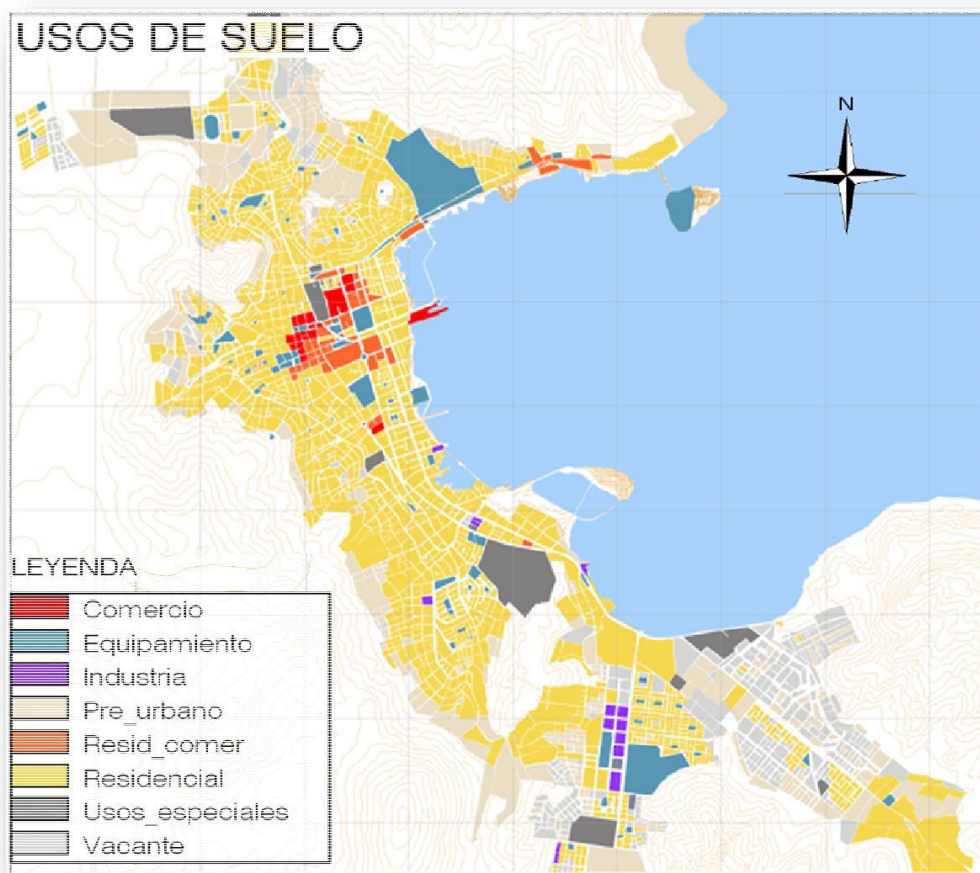 USOS DE SUELO
N
LEYENDA
Comercio
Equipamiento
Industria
Pre_urbano
Resid_comer
Residencial
Usos_especiales
Vacante